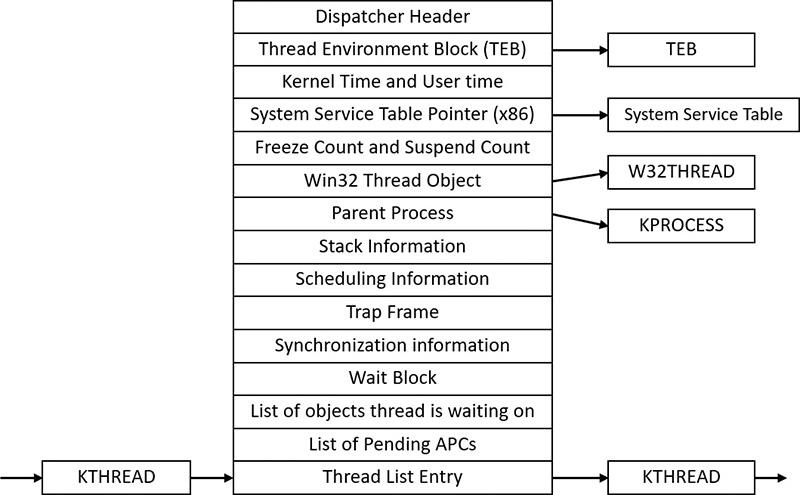 Dispatcher Header
Thread Environment Block (TEB)
TEB
Kernel Time and User time
System Service Table Pointer (x86)
System Service Table
Freeze Count and Suspend Count
Win32 Thread Object
W32THREAD
Parent Process
KPROCESS
Stack Information
Scheduling Information
Trap Frame
Synchronization information
Wait Block
List of objects thread is waiting on
List of Pending APCs
KTHREAD
Thread List Entry
KTHREAD